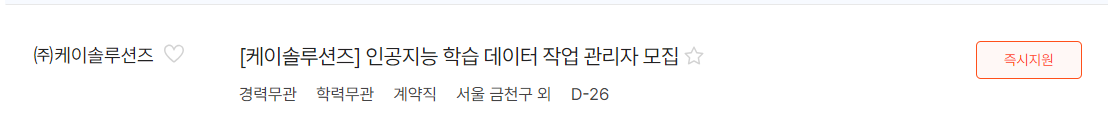 ㈜케이솔루션즈
[케이솔루션즈] 인공지능 학습 데이터 작업 관리자 모집
즉시지원
경력무관 학력무관 계약직 서울 금천구 외 D-26